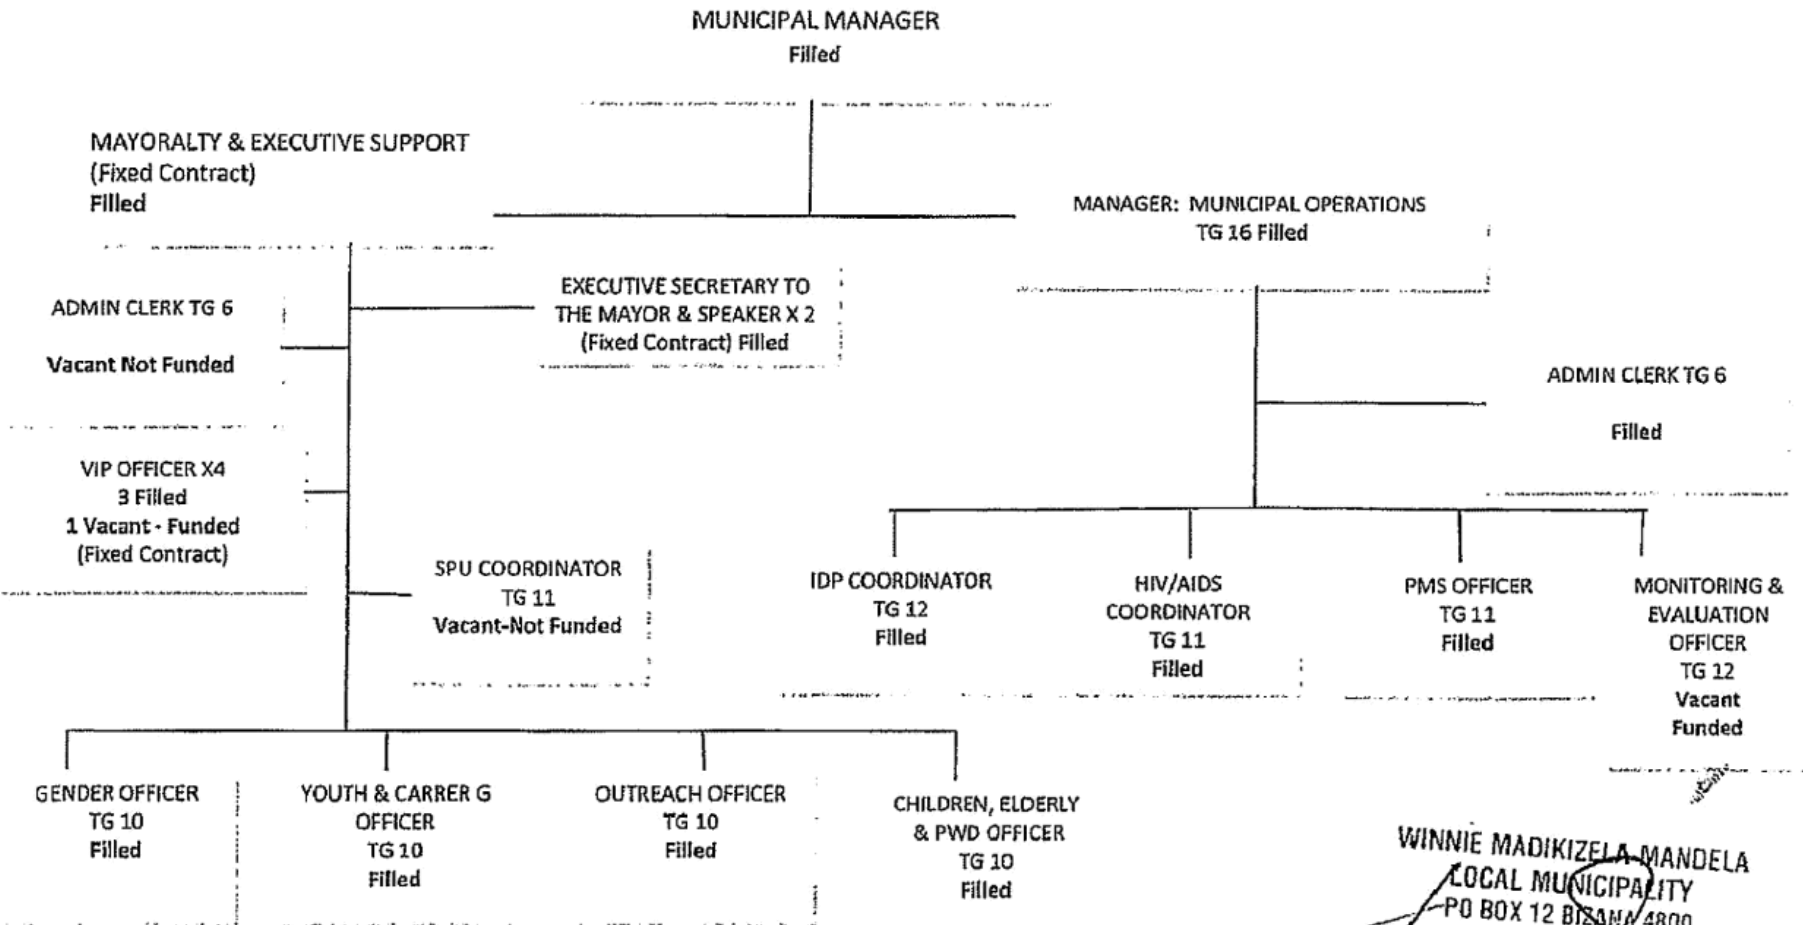 MUNICIPAL MANAGER
Filled
MAYORALTY & EXECUTIVE SUPPORT
(Fixed Contract)
Filled
MANAGER: MUNICIPAL OPERATIONS
TG 16 Filled
ADMIN CLERK TG 6
Vacant Not Funded
EXECUTIVE SECRETARY TO
THE MAYOR & SPEAKER X 2
(Fixed Contract) Filled
ADMIN CLERK TG 6
Filled
VIP OFFICER X4
3 Filled
1 Vacant - Funded
(Fixed Contract)
SPU COORDINATOR
TG 11
Vacant-Not Funded
IDP COORDINATOR
TG 12
Filled
HIV/AIDS
COORDINATOR
TG 11
Filled
PMS OFFICER
TG 11
Filled
MONITORING &
EVALUATION
OFFICER
TG 12
Vacant
Funded
GENDER OFFICER
TG 10
Filled
YOUTH & CARRER G
OFFICER
TG 10
Filled
OUTREACH OFFICER
TG 10
Filled
CHILDREN, ELDERLY
& PWD OFFICER
TG 10
Filled
WINNIE MADIKIZELA-MANDELA
LOCAL MUNICIPALITY
PO BOX 12 BIZANA 4800